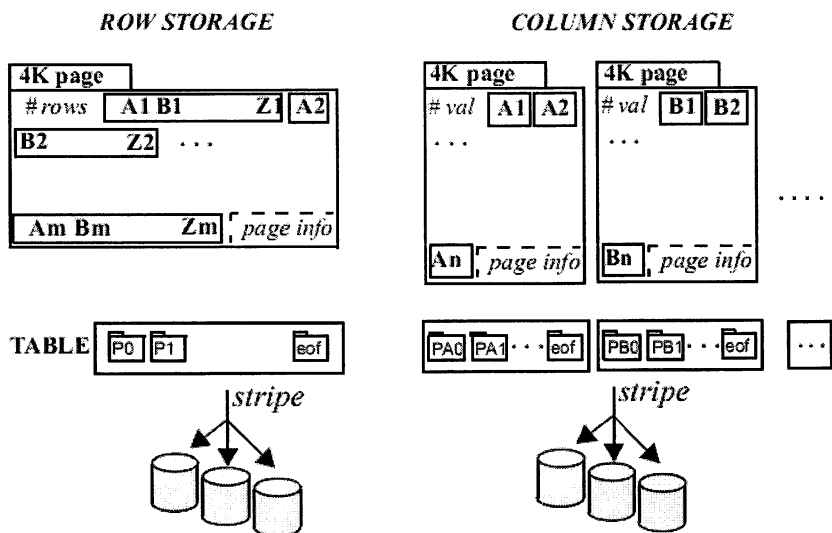 ROW STORAGE
4K page
# rows A1 B1 Z1 A2
B2 Z2 ...
Am Bm Zm page info
TABLE P0 P1 eof
stripe
COLUMN STORAGE
4K page
# val A1 A2
...
An page info
4K page
# val B1 B2
...
Bn page info
....
PA0 PA1 ... eof
PB0 PB1 ... eof
...
stripe